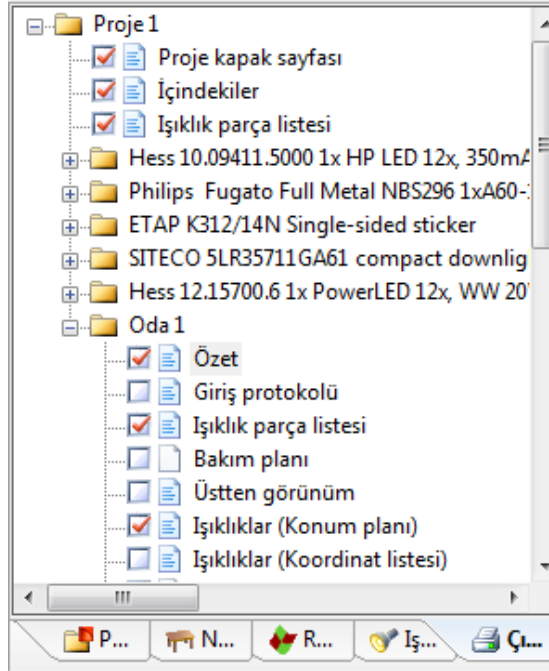 Proje 1
Proje kapak sayfası
İçindekiler
Işıklık parça listesi
Hess 10.09411.5000 1x HP LED 12x, 350mA
Philips Fugato Full Metal NBS296 1xA60-
ETAP K312/14N Single-sided sticker
SITECO 5LR35711GA61 compact downlig
Hess 12.15700.6 1x PowerLED 12x, WW 20
Oda 1
Özet
Giriş protokolü
Işıklık parça listesi
Bakım planı
Üstten görünüm
Işıklıklar (Konum planı)
Işıklıklar (Koordinat listesi)
P... N... R... Iş... Çı...